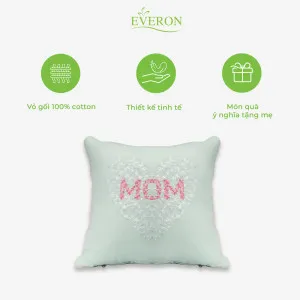 EVERON
Vỏ gối 100% cotton
Thiết kế tinh tế
Món quà
ý nghĩa tặng mẹ
MOM